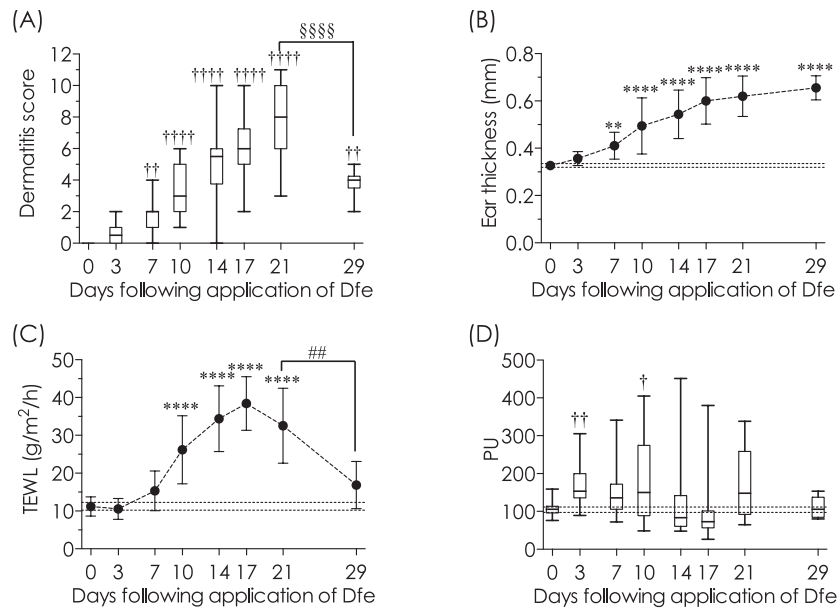 (A)
§§§§
††††
††††
††††
††††
††
††
Dermatitis score
12
10
8
6
4
2
0
0 3 7 10 14 17 21 29
Days following application of Dfe
(B)
**
****
****
****
****
****
Ear thickness (mm)
0.8
0.6
0.4
0.2
0.0
0 3 7 10 14 17 21 29
Days following application of Dfe
(C)
##
****
****
****
****
TEWL (g/m²/h)
50
40
30
20
10
0
0 3 7 10 14 17 21 29
Days following application of Dfe
(D)
††
†
PU
500
400
300
200
100
0
0 3 7 10 14 17 21 29
Days following application of Dfe